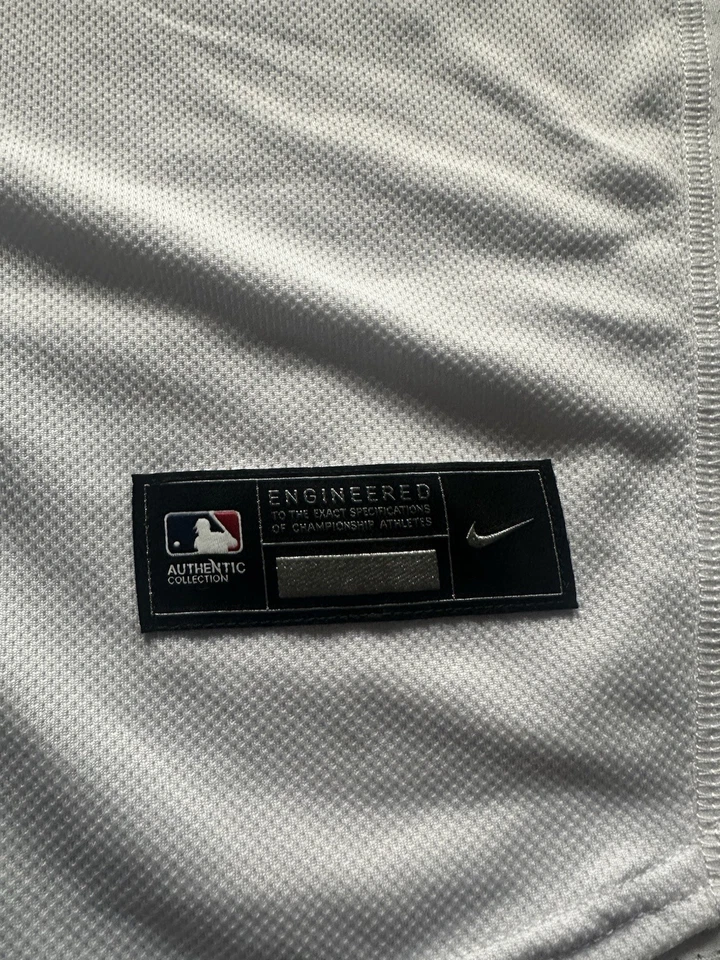 ENGINEERED
TO THE EXACT SPECIFICATIONS
OF CHAMPIONSHIP ATHLETES
AUTHENTIC
COLLECTION